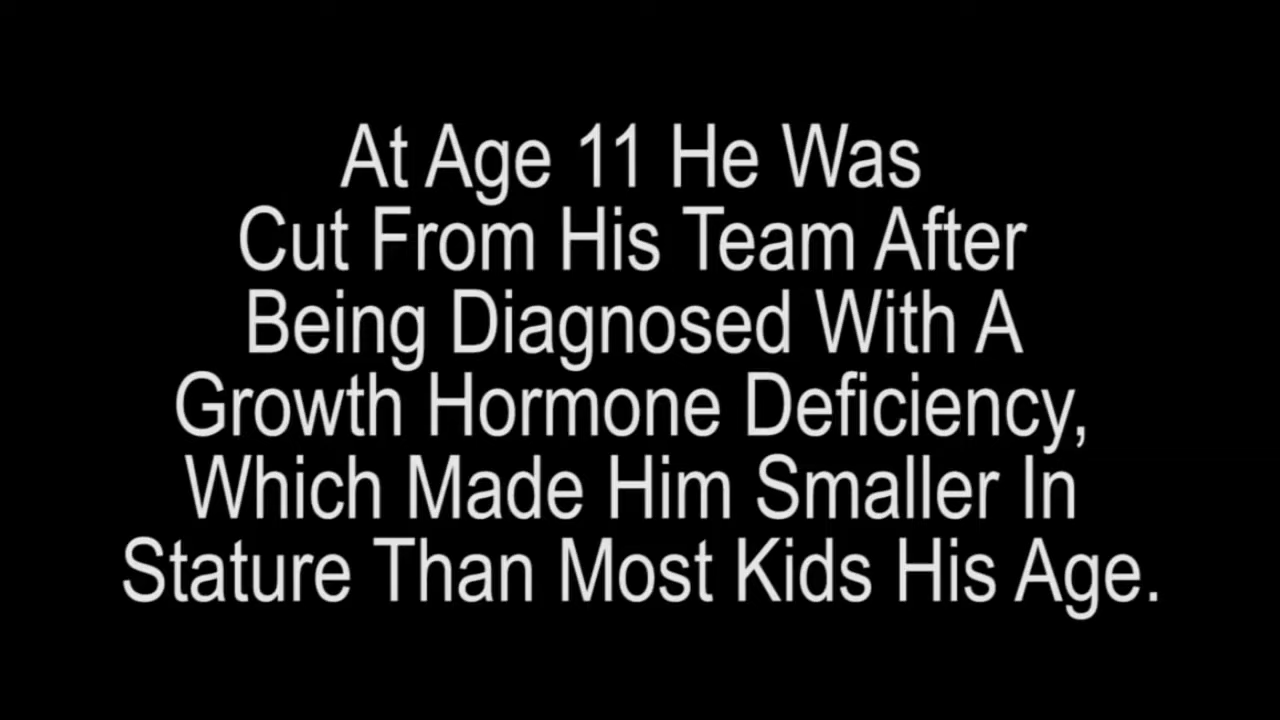 At Age 11 He Was
Cut From His Team After
Being Diagnosed With A
Growth Hormone Deficiency,
Which Made Him Smaller In
Stature Than Most Kids His Age.